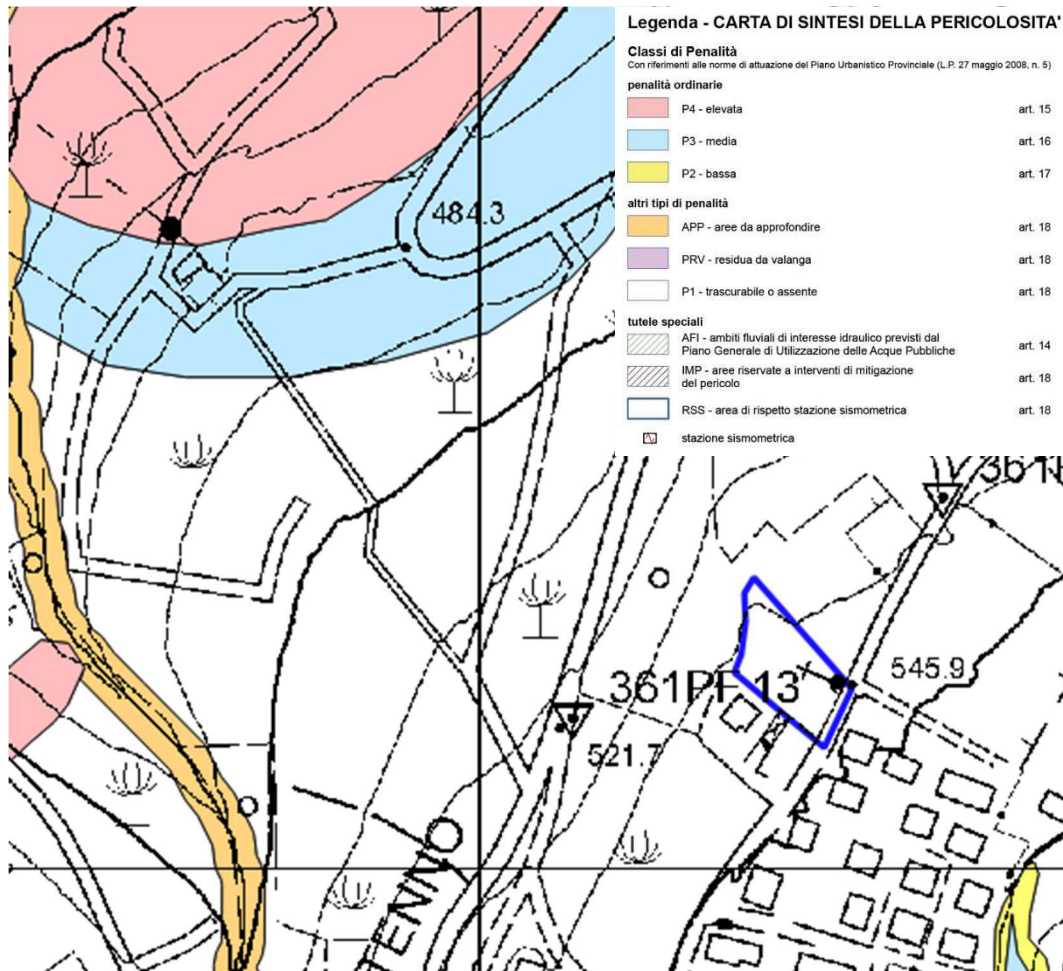 Legenda - CARTA DI SINTESI DELLA PERICOLOSITA'
Classi di Penalità
Con riferimenti alle norme di attuazione del Piano Urbanistico Provinciale (L.P. 27 maggio 2008, n. 5)
penalità ordinarie
P4 - elevata art. 15
P3 - media art. 16
P2 - bassa art. 17
altri tipi di penalità
APP - aree da approfondire art. 18
PRV - residua da valanga art. 18
P1 - trascurabile o assente art. 18
tutele speciali
AFI - ambiti fluviali di interesse idraulico previsti dal
Piano Generale di Utilizzazione delle Acque Pubbliche art. 14
IMP - aree riservate a interventi di mitigazione
del pericolo art. 18
RSS - area di rispetto stazione sismometrica art. 18
stazione sismometrica
484.3
545.9
361PF 13
521.7